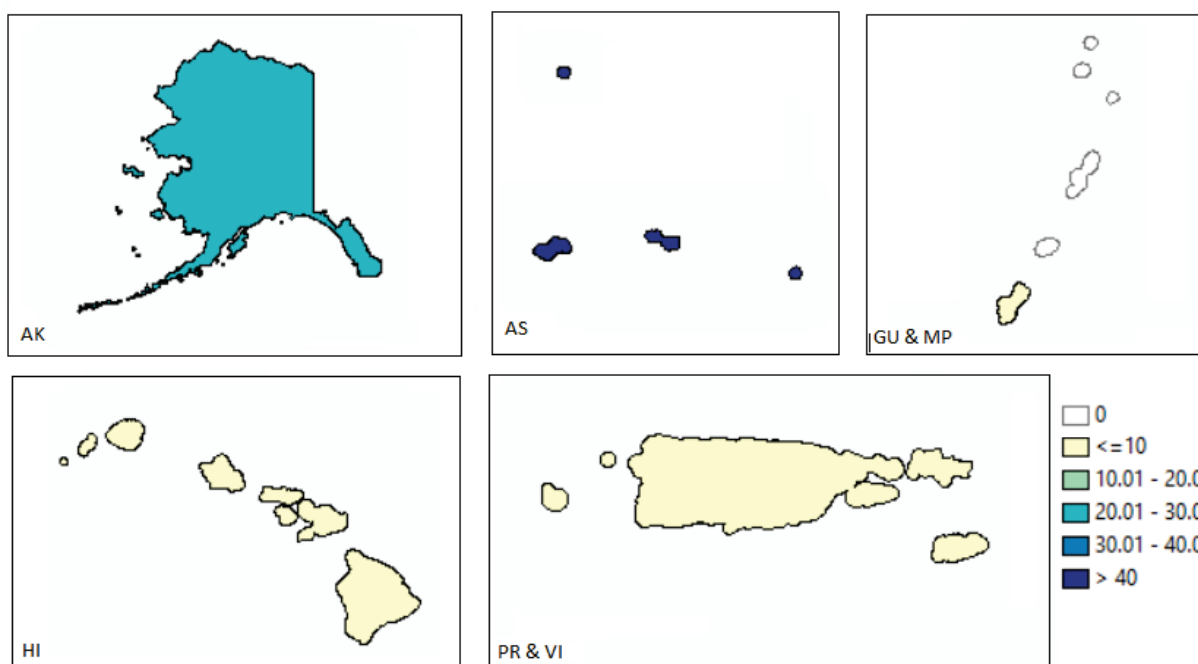 AK
AS
GU & MP
HI
PR & VI
0
<=10
10.01 - 20.0
20.01 - 30.0
30.01 - 40.0
> 40